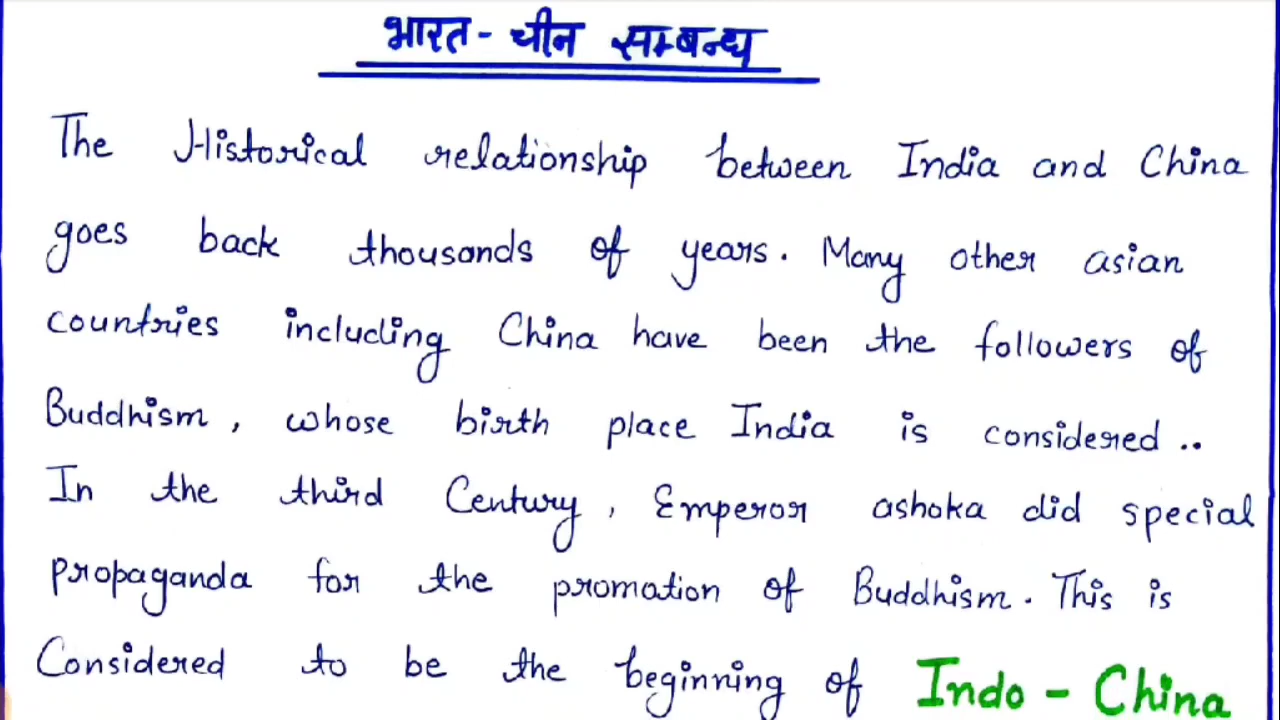 भारत - चीन सम्बन्ध
The Historical relationship between India and China
goes back thousands of years. Many other asian
countries including China have been the followers of
Buddhism, whose birth place India is considered..
In the third Century, Emperor ashoka did special
propaganda for the promation of Buddhism. This is
Considered to be the beginning of Indo - China